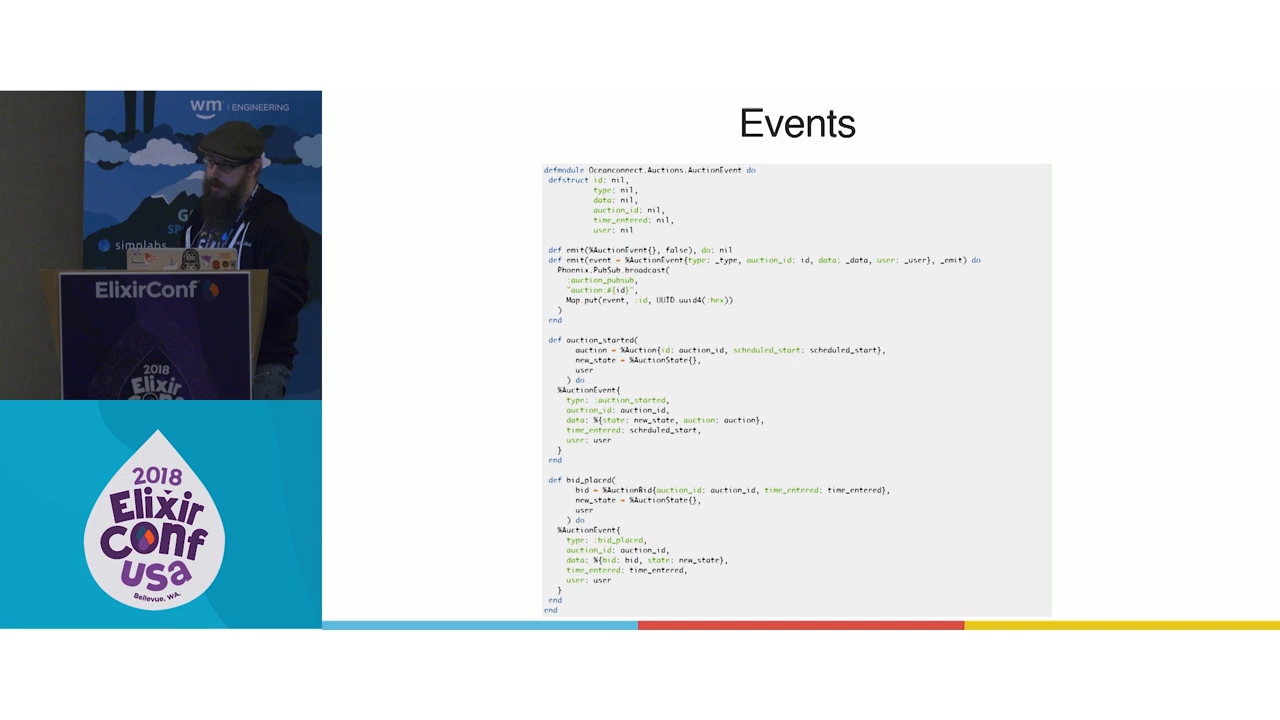 wm | ENGINEERING
simplabs
ElixirConf
2018
Elixir
2018
Elixir
Conf
USA
Bellevue, WA.
Events
defmodule Oceanconnect.Auctions.AuctionEvent do
defstruct id: nil,
type: nil,
data: nil,
auction_id: nil,
time_entered: nil,
user: nil
def emit(%AuctionEvent{}, false), do: nil
def emit(event = %AuctionEvent{type: _type, auction_id: id, data: _data, user: _user}, _emit) do
Phoenix.PubSub.broadcast(
:auction_pubsub,
"auction:#{id}",
Map.put(event, :id, UUID.uuid4(:hex))
)
end
def auction_started(
auction = %Auction{id: auction_id, scheduled_start: scheduled_start},
new_state = %AuctionState{},
user
) do
%AuctionEvent{
type: :auction_started,
auction_id: auction_id,
data: %{state: new_state, auction: auction},
time_entered: scheduled_start,
user: user
}
end
def bid_placed(
bid = %AuctionBid{auction_id: auction_id, time_entered: time_entered},
new_state = %AuctionState{},
user
) do
%AuctionEvent{
type: :bid_placed,
auction_id: auction_id,
data: %{bid: bid, state: new_state},
time_entered: time_entered,
user: user
}
end
end